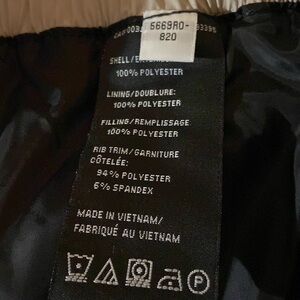 5669RO-
820
SHELL/
100% POLYESTER
LINING/DOUBLURE:
100% POLYESTER
FILLING/REMPLISSAGE
100% POLYESTER
RIB TRIM/GARNITURE
CÔTELÉE:
94% POLYESTER
6% SPANDEX
MADE IN VIETNAM/
FABRIQUÉ AU VIETNAM
P